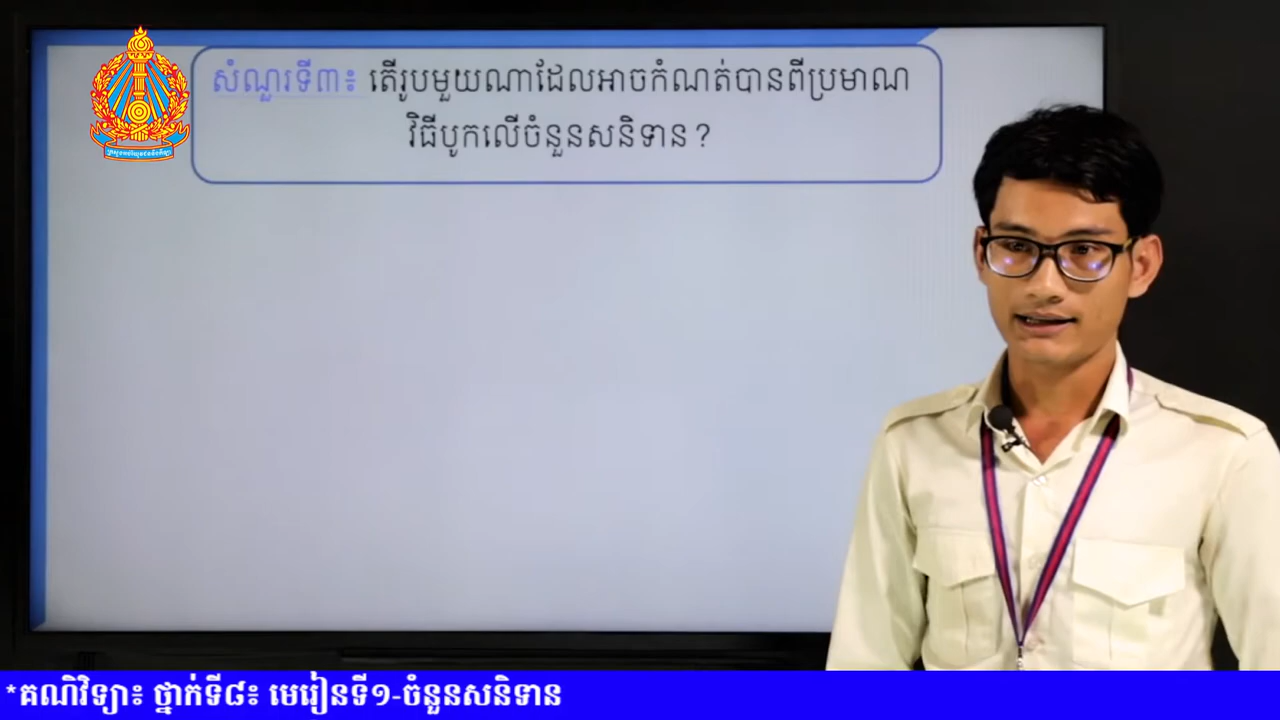 សំណួរទី៣៖ តើរូបមួយណាដែលអាចកំណត់បានពីប្រមាណ
វិធីបូកលើចំនួនសនិទាន ?
*គណិវិទ្យា៖ ថ្នាក់ទី៨៖ មេរៀនទី១-ចំនួនសនិទាន